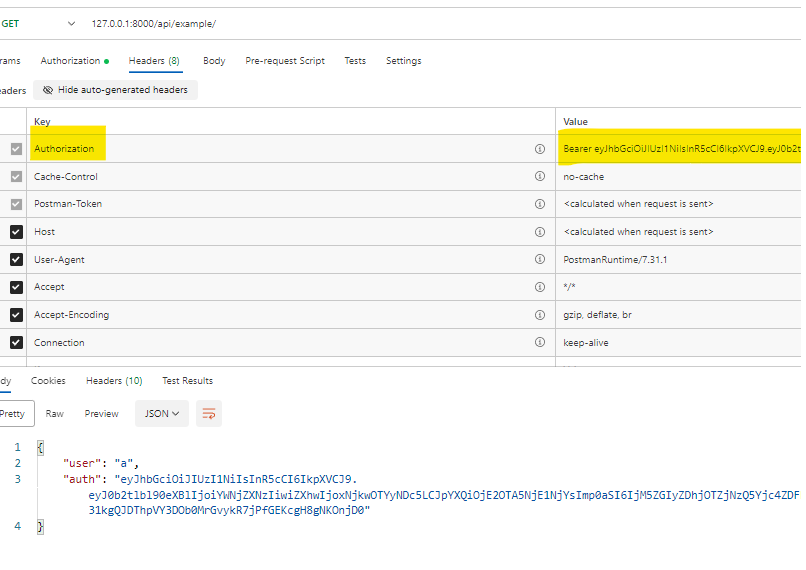 GET 127.0.0.1:8000/api/example/
rams Authorization Headers (8) Body Pre-request Script Tests Settings
eaders Hide auto-generated headers
Key Value
Authorization Bearer eyJhbGciOiJIUzI1NiIsInR5cCI6IkpXVCJ9.eyJ0b2t
Cache-Control no-cache
Postman-Token <calculated when request is sent>
Host <calculated when request is sent>
User-Agent PostmanRuntime/7.31.1
Accept */*
Accept-Encoding gzip, deflate, br
Connection keep-alive
dy Cookies Headers (10) Test Results
Pretty Raw Preview JSON
1 {
2 "user": "a",
3 "auth": "eyJhbGciOiJIUzI1NiIsInR5cCI6IkpXVCJ9.
eyJ0b2tlbl90eXBlIjoiYWNjZXNzIiwiZXhwIjoxNjkwOTYyNDc5LCJpYXQiOjE2OTA5NjE1NjYsImp0aSI6IjM5ZGIyZDhjOTZjNzQ5Yjc4ZDF
31kgQJDThpVY3DOb0MrGvykR7jPfGEKcgH8gNKOnjD0"
4 }